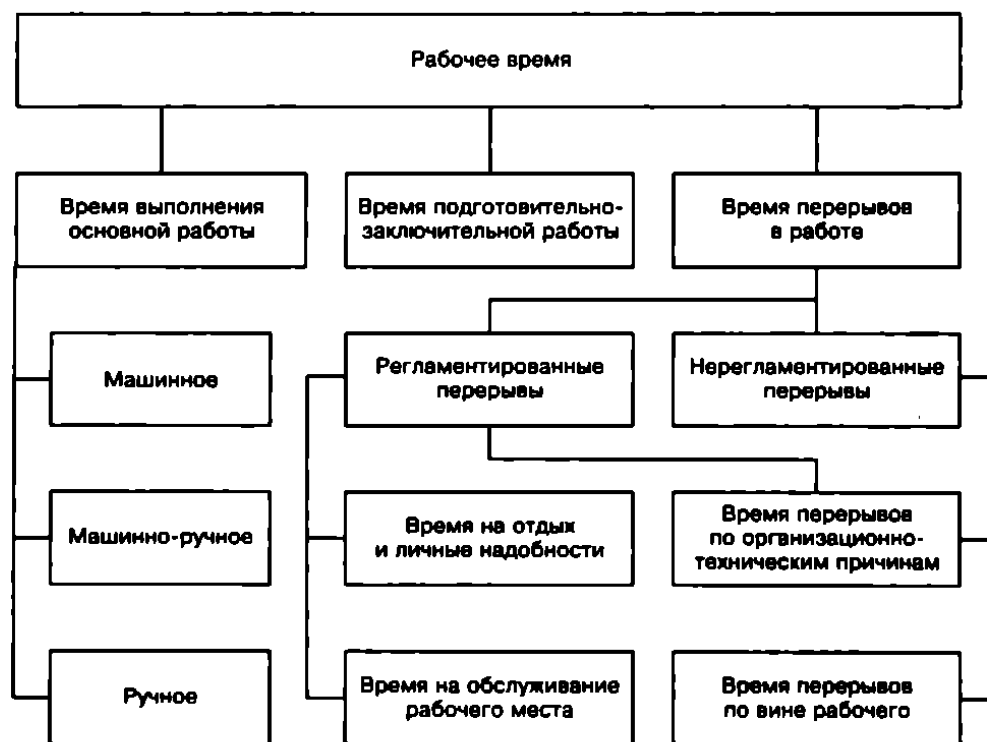 Рабочее время
Время выполнения
основной работы
Время подготовительно-
заключительной работы
Время перерывов
в работе
Машинное
Регламентированные
перерывы
Нерегламентированные
перерывы
Машинно-ручное
Время на отдых
и личные надобности
Время перерывов
по организационно-
техническим причинам
Ручное
Время на обслуживание
рабочего места
Время перерывов
по вине рабочего